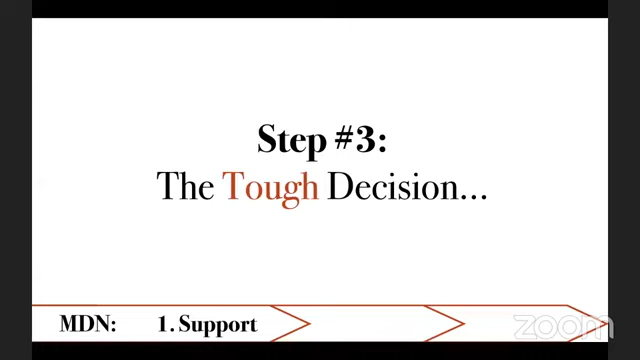 Step #3:
The Tough Decision...
MDN: 1. Support
zoom